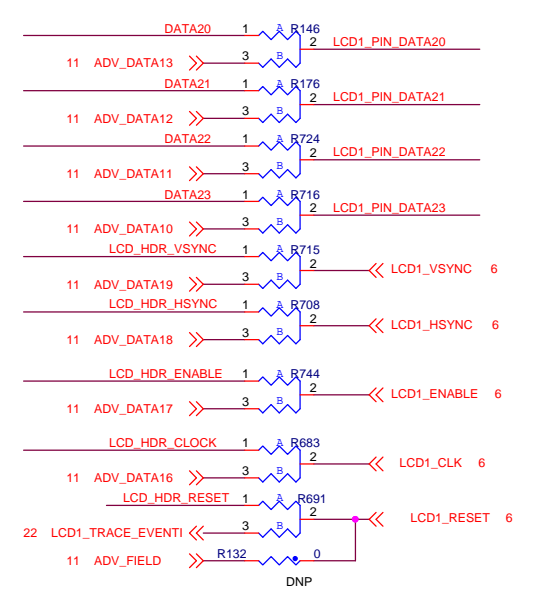 DATA20 1 A R146
2 LCD1_PIN_DATA20
11 ADV_DATA13 3 B
DATA21 1 A R176
2 LCD1_PIN_DATA21
11 ADV_DATA12 3 B
DATA22 1 A R724
2 LCD1_PIN_DATA22
11 ADV_DATA11 3 B
DATA23 1 A R716
2 LCD1_PIN_DATA23
11 ADV_DATA10 3 B
LCD_HDR_VSYNC 1 A R715
2 LCD1_VSYNC 6
11 ADV_DATA19 3 B
LCD_HDR_HSYNC 1 A R708
2 LCD1_HSYNC 6
11 ADV_DATA18 3 B
LCD_HDR_ENABLE 1 A R744
2 LCD1_ENABLE 6
11 ADV_DATA17 3 B
LCD_HDR_CLOCK 1 A R683
2 LCD1_CLK 6
11 ADV_DATA16 3 B
LCD_HDR_RESET 1 A R691
2 LCD1_RESET 6
22 LCD1_TRACE_EVENTI 3 B
11 ADV_FIELD R132 0
DNP